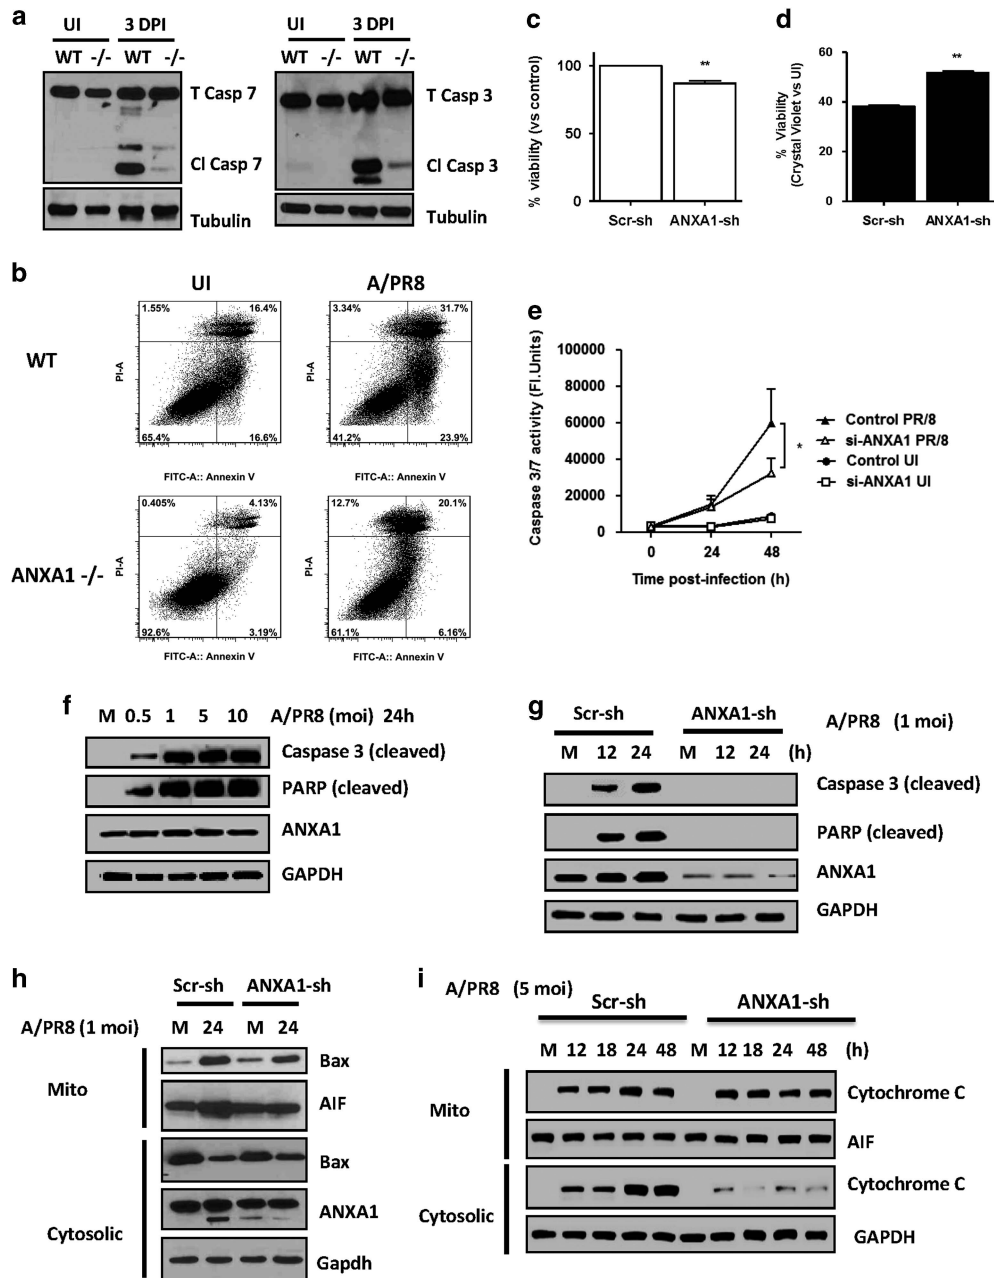 a
UI 3 DPI
WT -/- WT -/-
T Casp 7
Cl Casp 7
Tubulin
UI 3 DPI
WT -/- WT -/-
T Casp 3
Cl Casp 3
Tubulin
c
% viability (vs control)
100
50
0
Scr-sh ANXA1-sh
**
d
% Viability
(Crystal Violet vs UI)
60
40
20
0
Scr-sh ANXA1-sh
**
b
UI A/PR8
WT
1.55% 16.4%
65.4% 16.6%
PI-A
FITC-A:: Annexin V
3.34% 31.7%
41.2% 23.9%
PI-A
FITC-A:: Annexin V
ANXA1 -/-
0.405% 4.13%
92.6% 3.19%
PI-A
FITC-A:: Annexin V
12.7% 20.1%
61.1% 6.16%
PI-A
FITC-A:: Annexin V
e
Caspase 3/7 activity (Fl.Units)
100000
80000
60000
40000
20000
0
0 24 48
Time post-infection (h)
*
Control PR/8
si-ANXA1 PR/8
Control UI
si-ANXA1 UI
f
M 0.5 1 5 10 A/PR8 (moi) 24h
Caspase 3 (cleaved)
PARP (cleaved)
ANXA1
GAPDH
g
Scr-sh ANXA1-sh A/PR8 (1 moi)
M 12 24 M 12 24 (h)
Caspase 3 (cleaved)
PARP (cleaved)
ANXA1
GAPDH
h
Scr-sh ANXA1-sh
A/PR8 (1 moi) M 24 M 24
Mito
Bax
AIF
Cytosolic
Bax
ANXA1
Gapdh
i
A/PR8 (5 moi) Scr-sh ANXA1-sh
M 12 18 24 48 M 12 18 24 48 (h)
Mito
Cytochrome C
AIF
Cytosolic
Cytochrome C
GAPDH